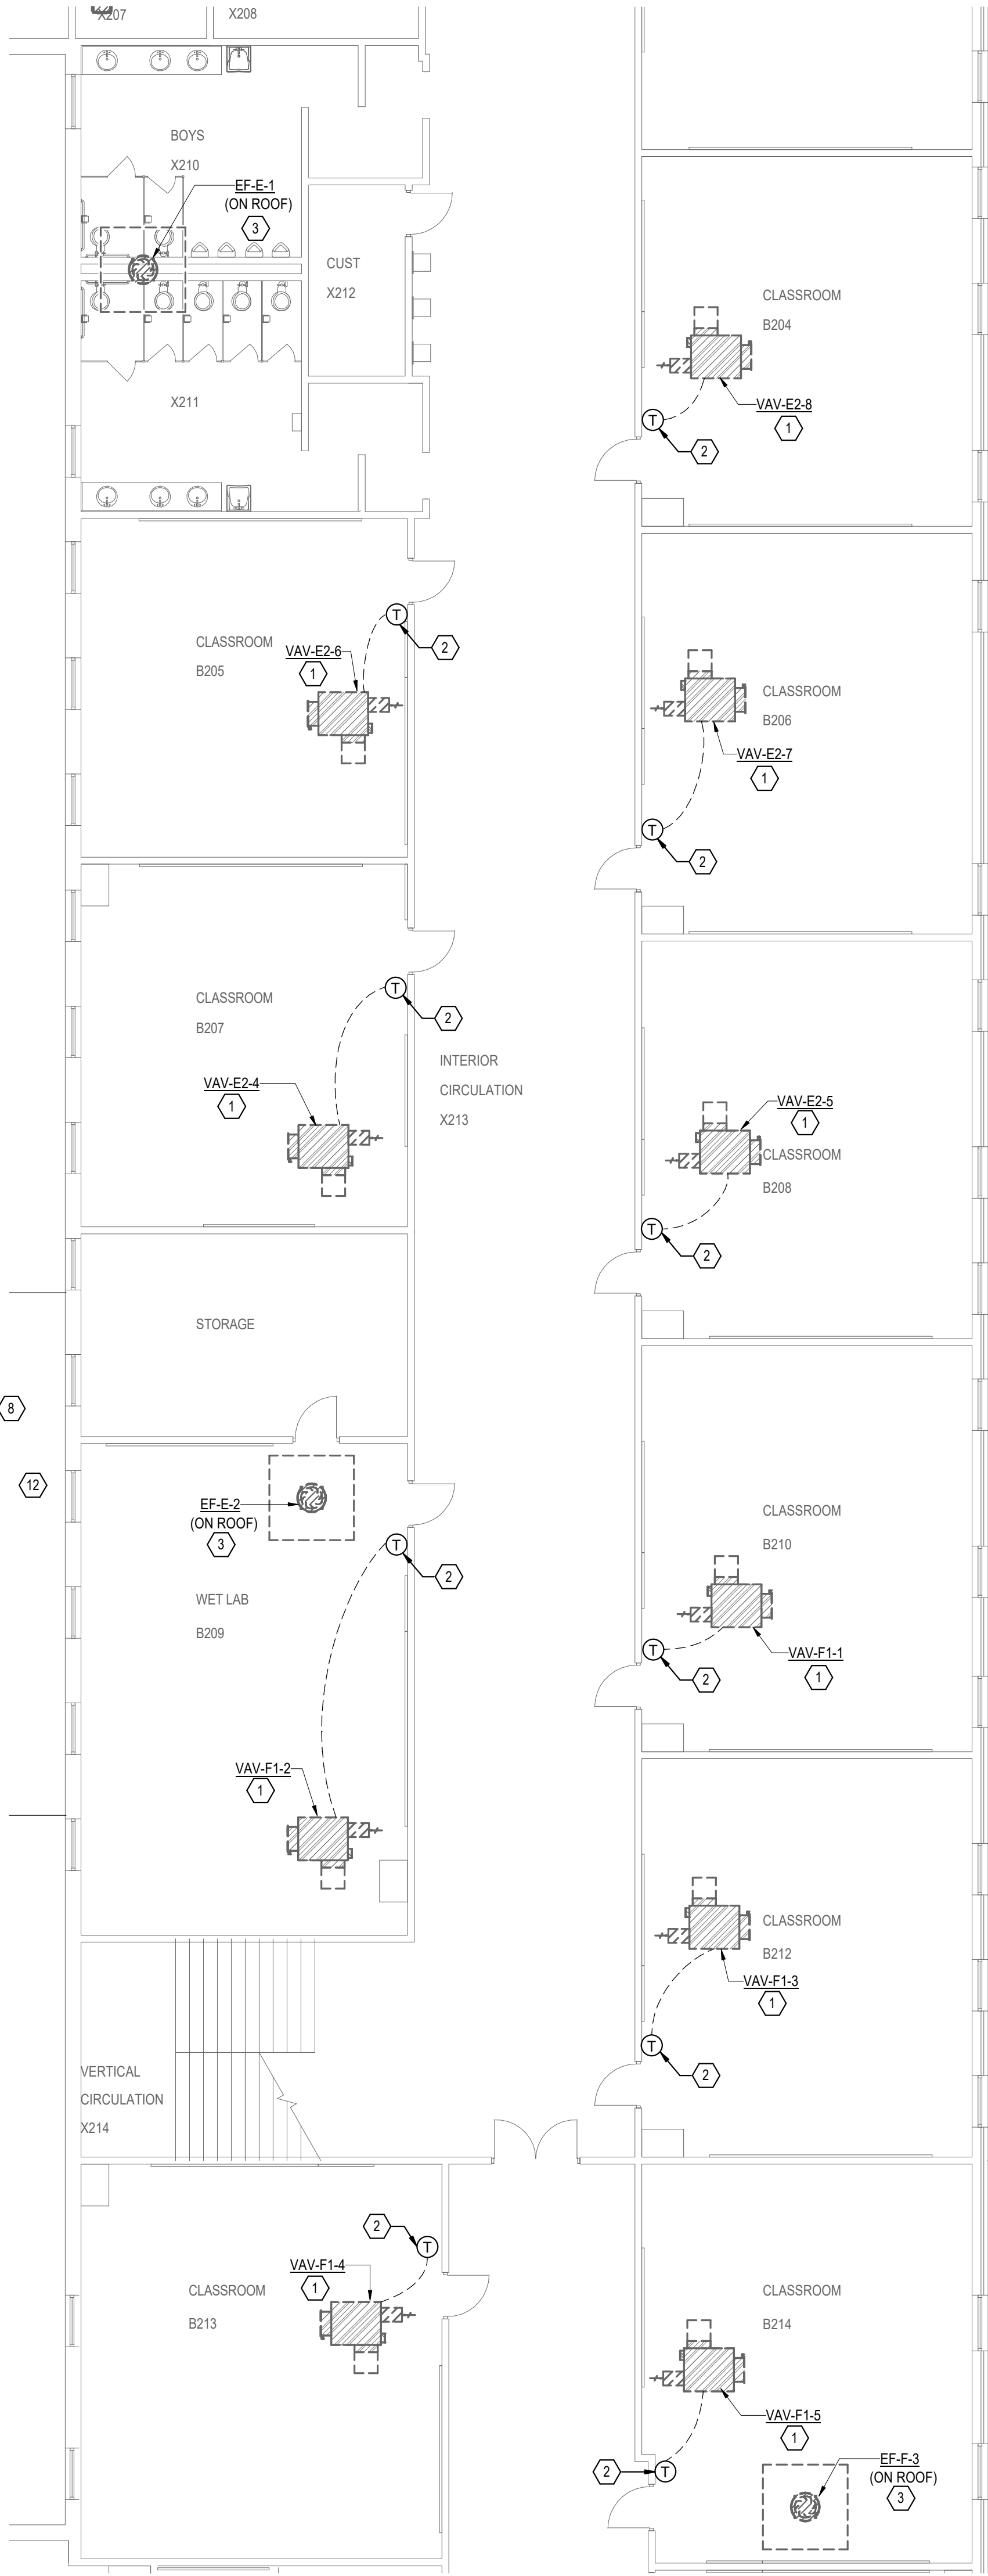 X207
X208
BOYS
X210
EF-E-1
(ON ROOF)
3
CUST
X212
CLASSROOM
B204
X211
VAV-E2-8
1
T
2
CLASSROOM
B205
VAV-E2-6
1
T
2
CLASSROOM
B206
VAV-E2-7
1
T
2
CLASSROOM
B207
T
2
VAV-E2-4
1
INTERIOR
CIRCULATION
X213
VAV-E2-5
1
CLASSROOM
B208
T
2
STORAGE
8
12
EF-E-2
(ON ROOF)
3
T
2
WET LAB
B209
CLASSROOM
B210
VAV-F1-1
1
T
2
VAV-F1-2
1
CLASSROOM
B212
VAV-F1-3
1
T
2
VERTICAL
CIRCULATION
X214
2
T
VAV-F1-4
1
CLASSROOM
B213
CLASSROOM
B214
VAV-F1-5
1
2
T
EF-F-3
(ON ROOF)
3